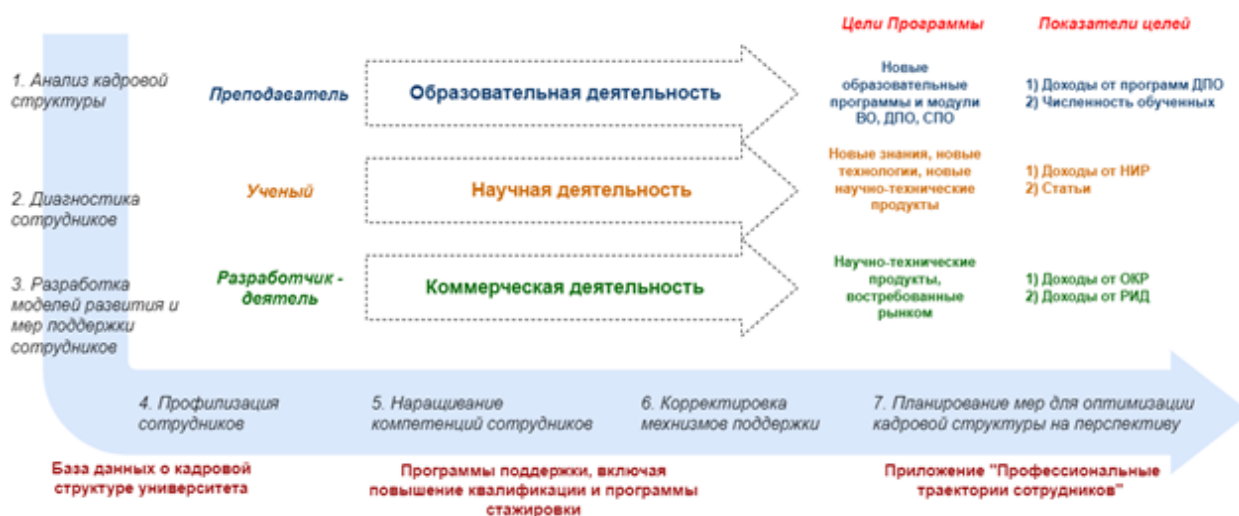 Цели Программы
Показатели целей
1. Анализ кадровой
структуры
Преподаватель
Образовательная деятельность
Новые
образовательные
программы и модули
ВО, ДПО, СПО
1) Доходы от программ ДПО
2) Численность обученных
2. Диагностика
сотрудников
Ученый
Научная деятельность
Новые знания, новые
технологии, новые
научно-технические
продукты
1) Доходы от НИР
2) Статьи
3. Разработка
моделей развития и
мер поддержки
сотрудников
Разработчик -
деятель
Коммерческая деятельность
Научно-технические
продукты,
востребованные
рынком
1) Доходы от ОКР
2) Доходы от РИД
4. Профилизация
сотрудников
5. Наращивание
компетенций сотрудников
6. Корректировка
мехнизмов поддержки
7. Планирование мер для оптимизации
кадровой структуры на перспективу
База данных о кадровой
структуре университета
Программы поддержки, включая
повышение квалификации и программы
стажировки
Приложение "Профессиональные
траектории сотрудников"